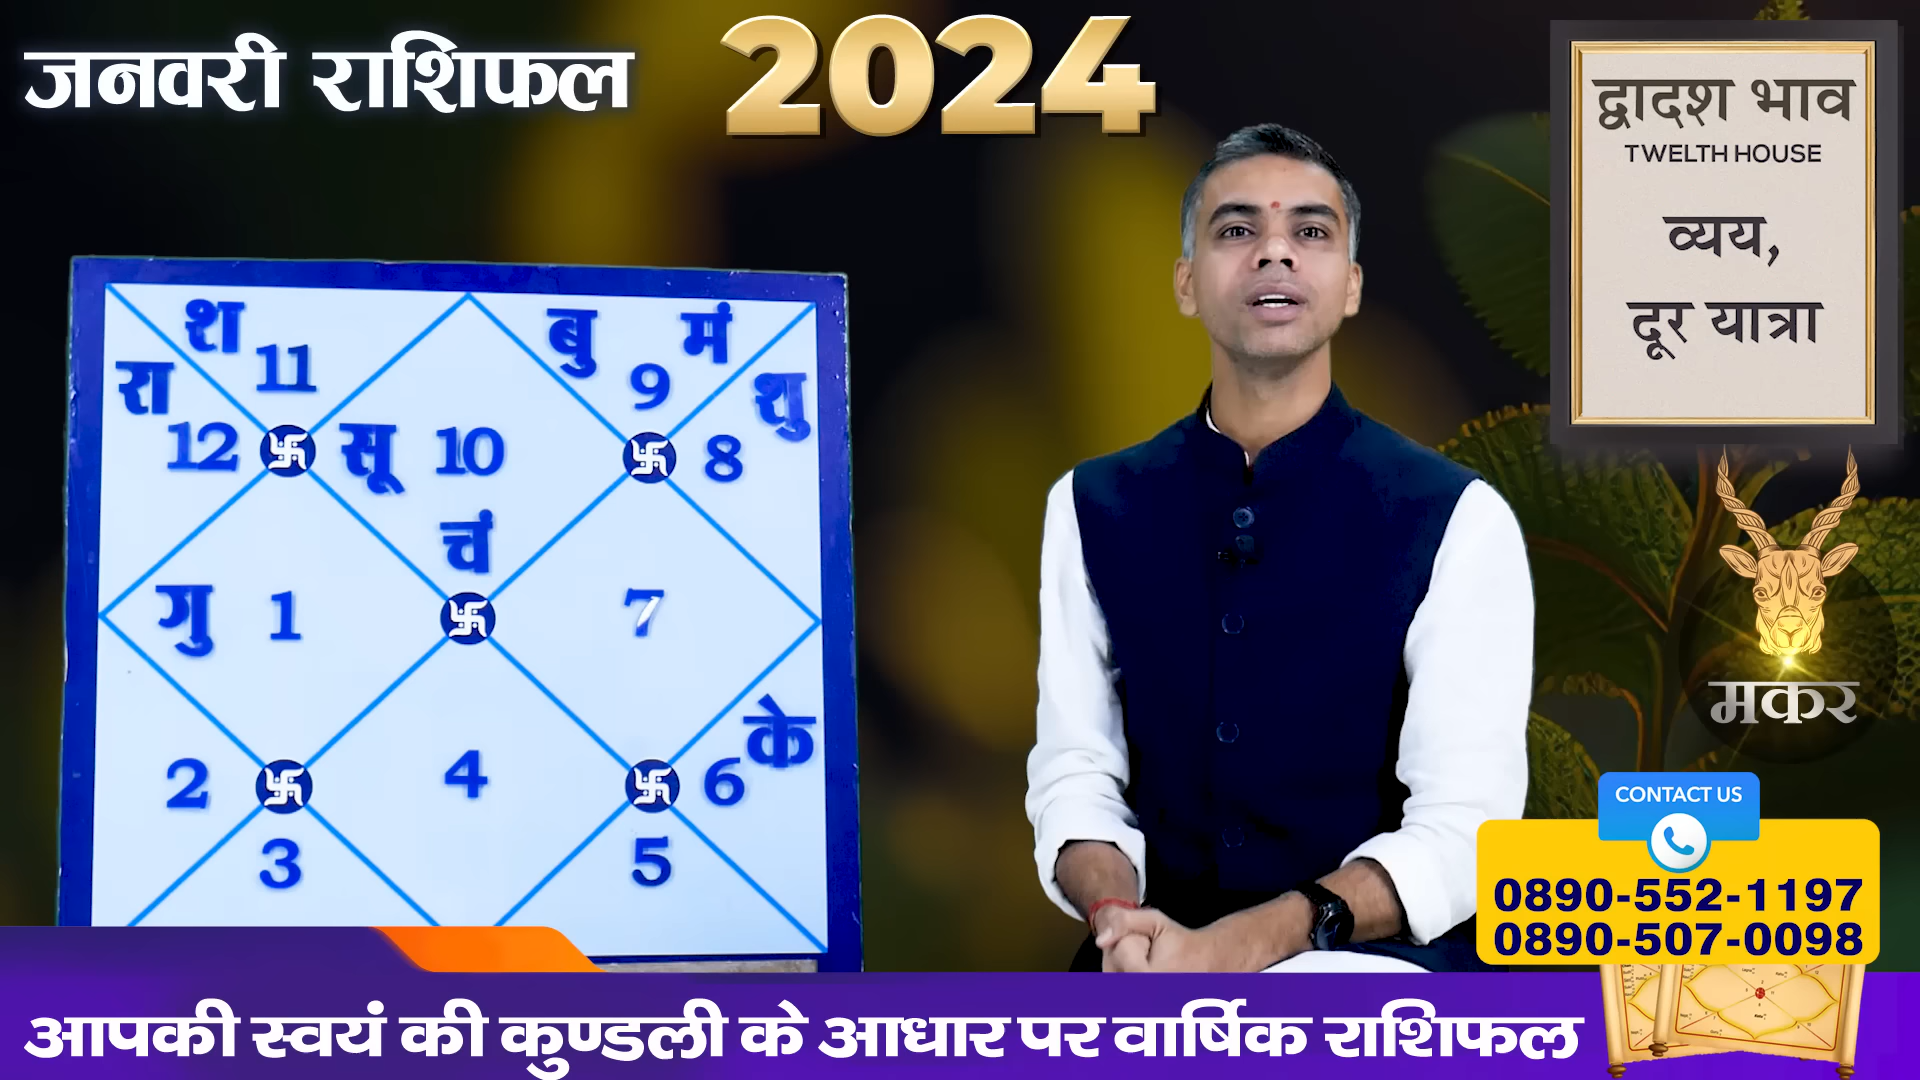 जनवरी राशिफल
2024
द्वादश भाव
TWELTH HOUSE
व्यय,
दूर यात्रा
श
11
रा
12
सू
10
चं
बु
मं
9
शु
8
गु
1
7
2
4
के
6
3
5
मकर
CONTACT US
0890-552-1197
0890-507-0098
आपकी स्वयं की कुण्डली के आधार पर वार्षिक राशिफल